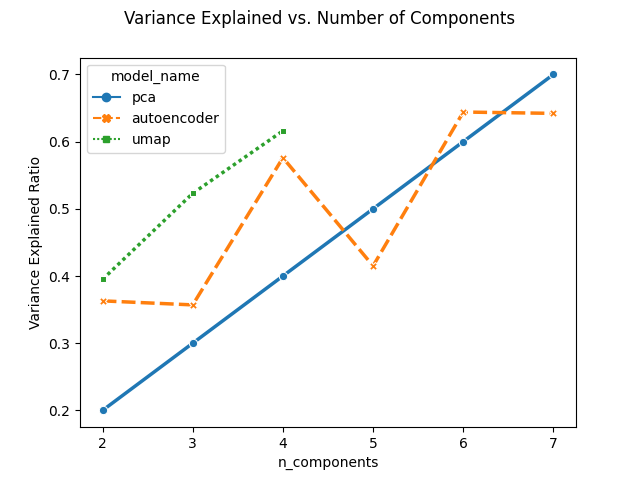 Variance Explained vs. Number of Components
model_name
pca
autoencoder
umap
Variance Explained Ratio
0.7
0.6
0.5
0.4
0.3
0.2
2 3 4 5 6 7
n_components